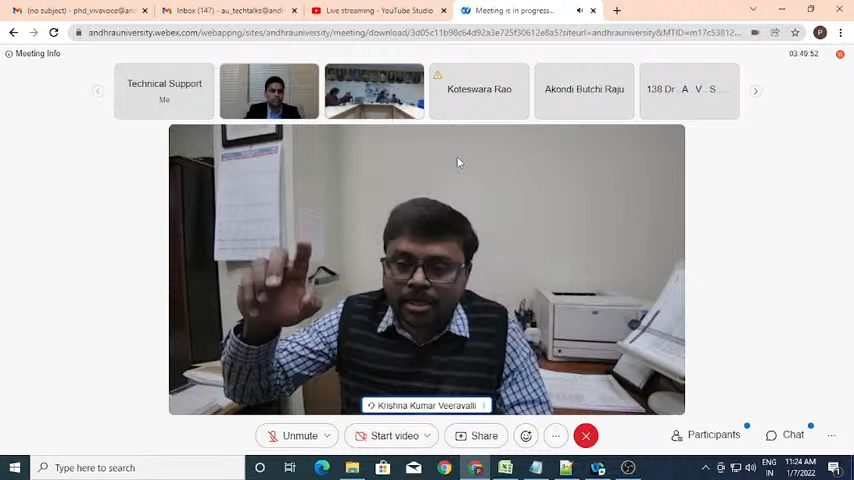 (no subject) - phd_vivavoce@an
Inbox (147) - au_techtalks@andh
Live streaming - YouTube Studio
Meeting is in progress...
andhrauniversity.webex.com/webappng/sites/andhrauniversity/meeting/download/3d05c11b98c64d92a3e725f30612e8a5?siteurl=andhrauniversity&MTID=m17c53812...
Meeting Info
03:49:52
Technical Support
Me
Koteswara Rao
Akondi Butchi Raju
138 Dr . A . V . S ...
Krishna Kumar Veeravalli
Unmute
Start video
Share
Participants
Chat
Type here to search
ENG
IN
11:24 AM
1/7/2022